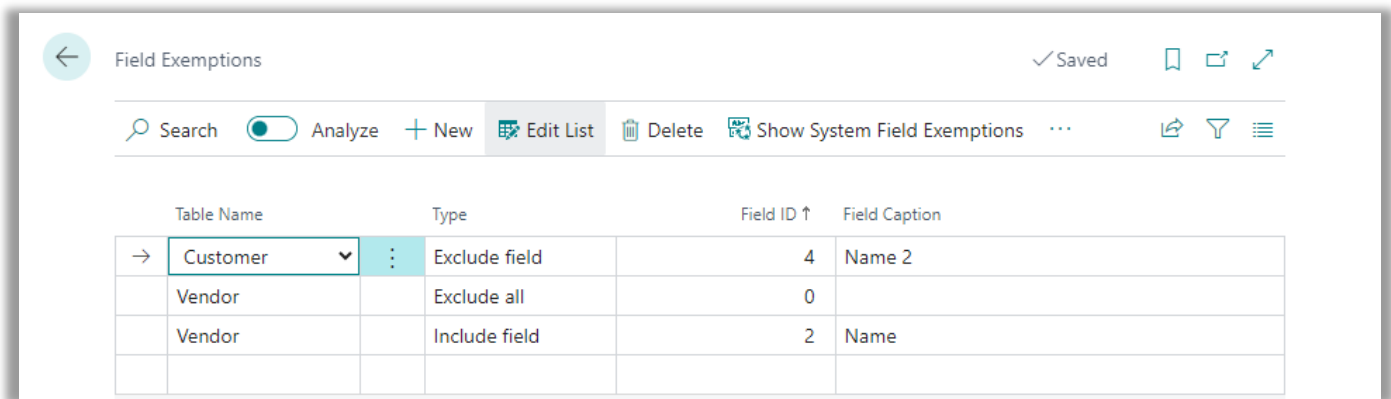 Field Exemptions Saved
Search Analyze New Edit List Delete Show System Field Exemptions ...
Table Name Type Field ID ↑ Field Caption
Customer Exclude field 4 Name 2
Vendor Exclude all 0
Vendor Include field 2 Name